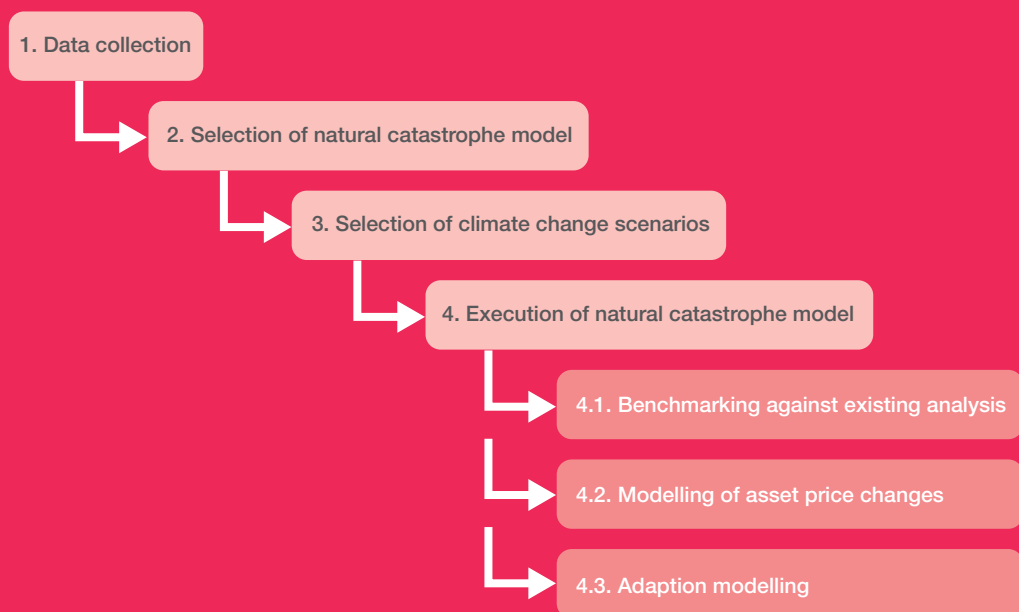 1. Data collection
2. Selection of natural catastrophe model
3. Selection of climate change scenarios
4. Execution of natural catastrophe model
4.1. Benchmarking against existing analysis
4.2. Modelling of asset price changes
4.3. Adaption modelling